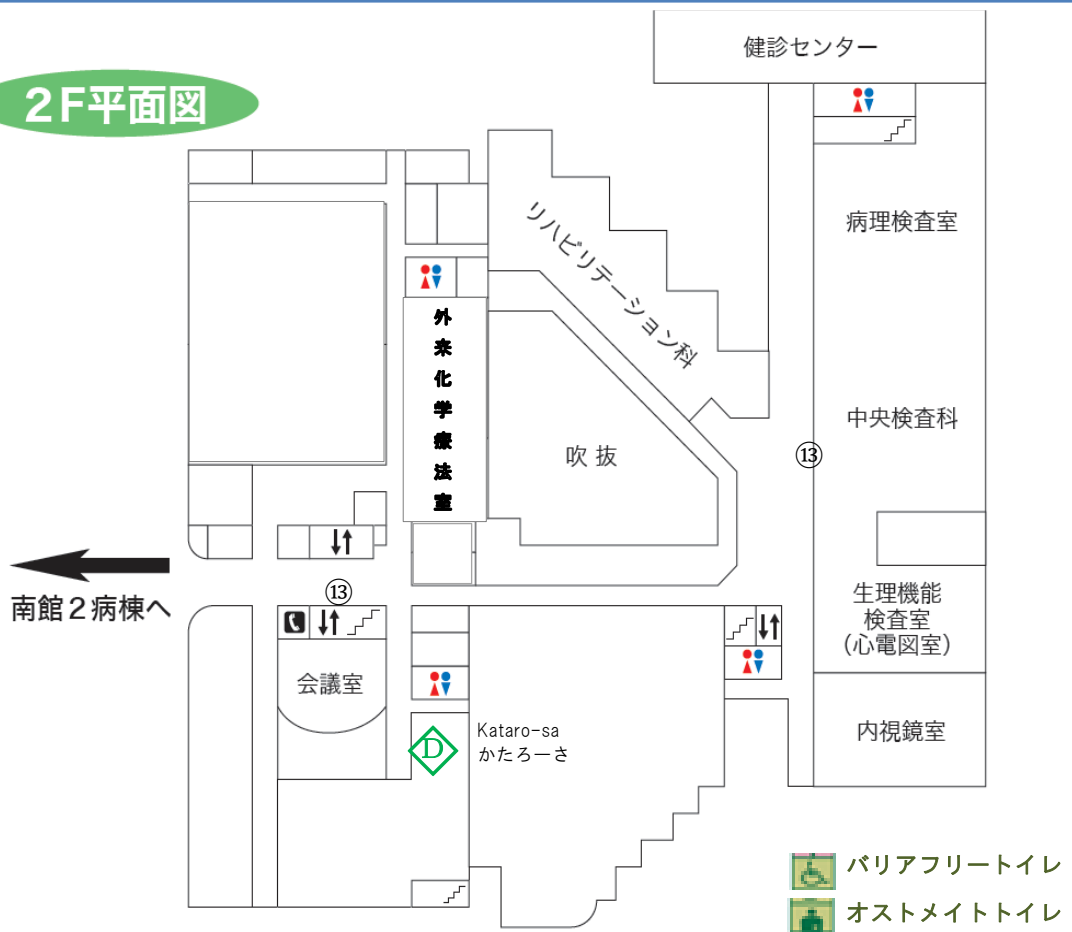 健診センター
2F平面図
病理検査室
リハビリテーション科
外来化学療法室
中央検査科
吹抜
⑬
南館2病棟へ
⑬
生理機能
検査室
(心電図室)
会議室
内視鏡室
D
Kataro-sa
かたろーさ
バリアフリートイレ
オストメイトトイレ